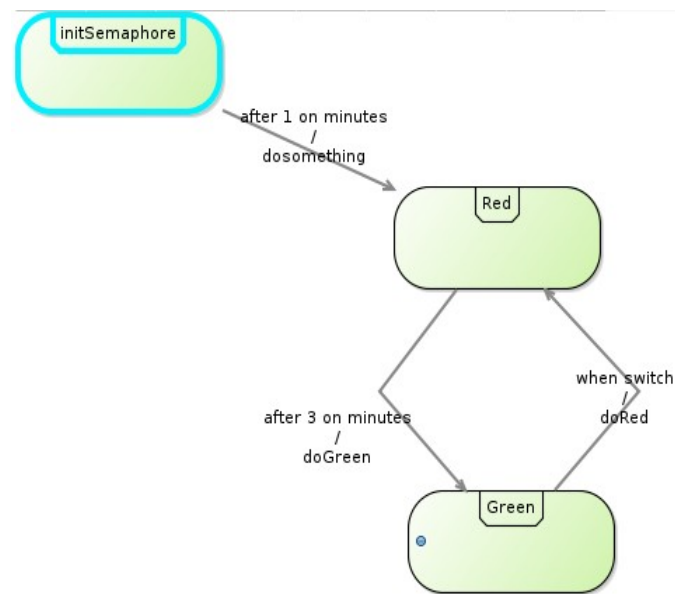 initSemaphore
after 1 on minutes
/
dosomething
Red
when switch
/
doRed
after 3 on minutes
/
doGreen
Green